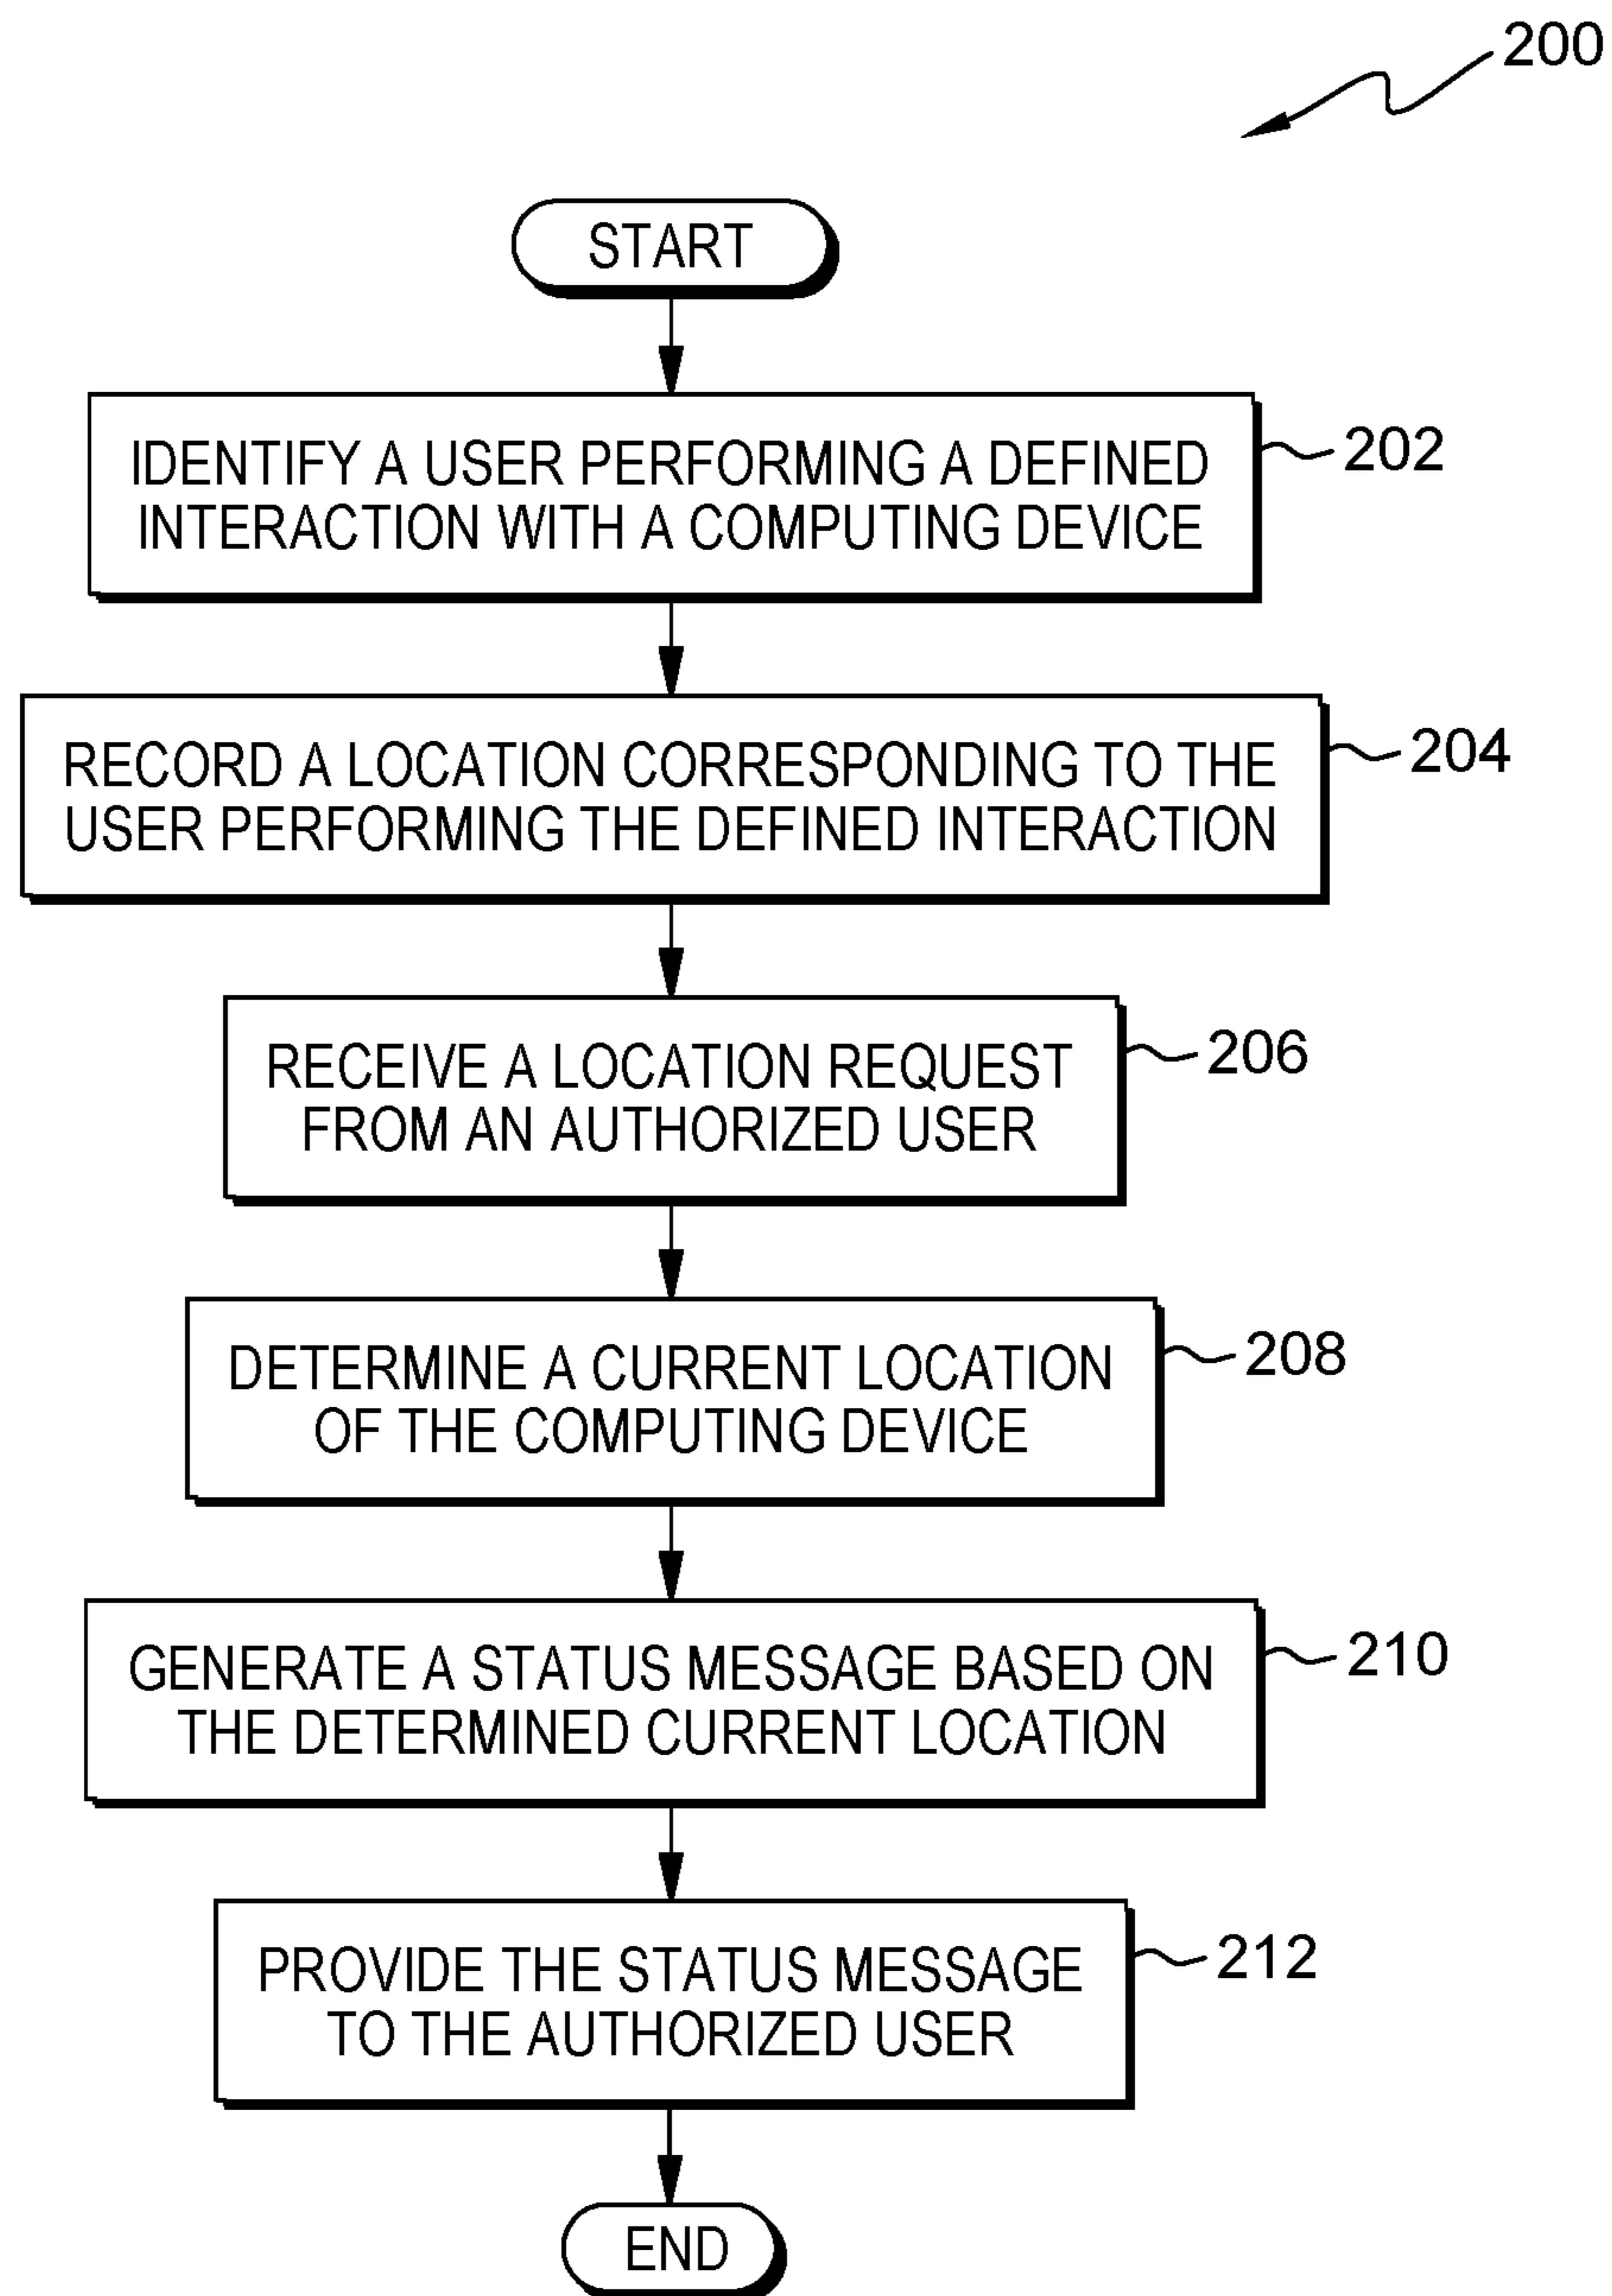 200
START
IDENTIFY A USER PERFORMING A DEFINED
INTERACTION WITH A COMPUTING DEVICE
202
RECORD A LOCATION CORRESPONDING TO THE
USER PERFORMING THE DEFINED INTERACTION
204
RECEIVE A LOCATION REQUEST
FROM AN AUTHORIZED USER
206
DETERMINE A CURRENT LOCATION
OF THE COMPUTING DEVICE
208
GENERATE A STATUS MESSAGE BASED ON
THE DETERMINED CURRENT LOCATION
210
PROVIDE THE STATUS MESSAGE
TO THE AUTHORIZED USER
212
END